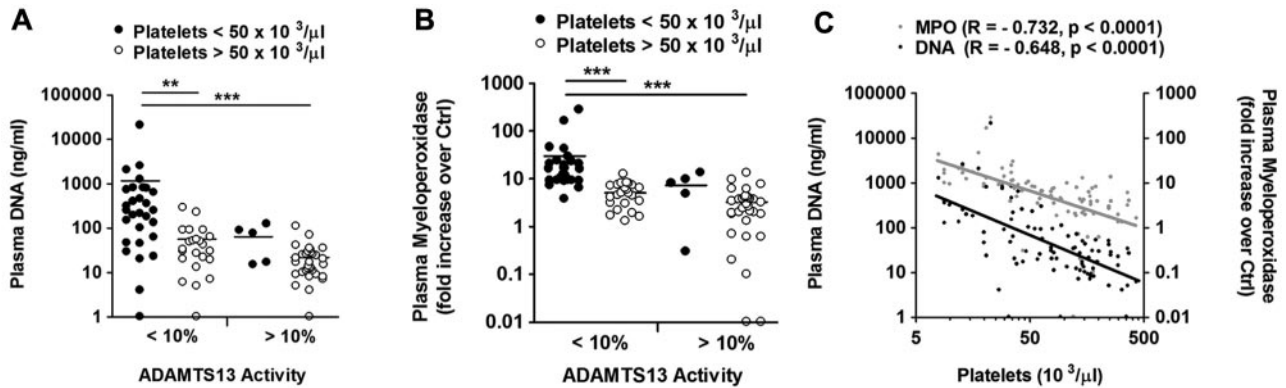 A
● Platelets < 50 x 10 ³/µl
○ Platelets > 50 x 10 ³/µl
**
***
Plasma DNA (ng/ml)
100000
10000
1000
100
10
1
< 10%
> 10%
ADAMTS13 Activity
B
● Platelets < 50 x 10 ³/µl
○ Platelets > 50 x 10 ³/µl
***
***
Plasma Myeloperoxidase
(fold increase over Ctrl)
1000
100
10
1
0.1
0.01
< 10%
> 10%
ADAMTS13 Activity
C
MPO (R = - 0.732, p < 0.0001)
DNA (R = - 0.648, p < 0.0001)
Plasma DNA (ng/ml)
100000
10000
1000
100
10
1
1000
100
10
1
0.1
0.01
Plasma Myeloperoxidase
(fold increase over Ctrl)
5
50
500
Platelets (10 ³/µl)